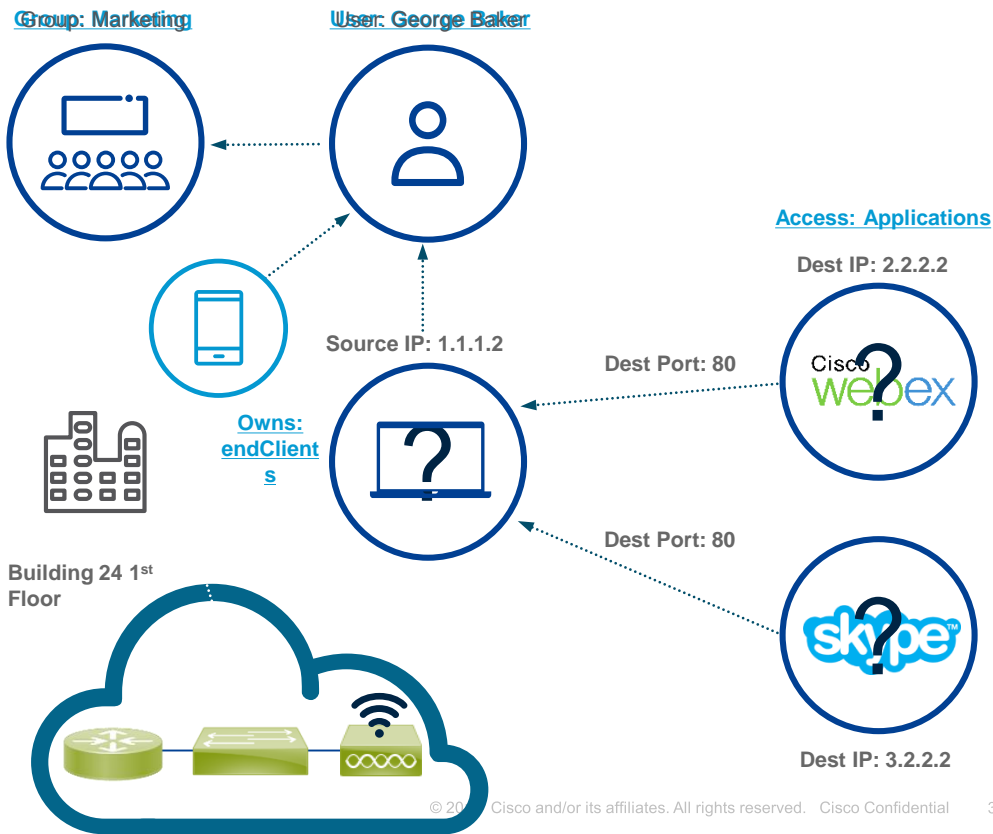 Group: Marketing
User: George Baker
Access: Applications
Dest IP: 2.2.2.2
Source IP: 1.1.1.2
Dest Port: 80
Cisco
webex
?
Owns:
endClient
s
?
Dest Port: 80
Building 24 1st
Floor
skype™
?
Dest IP: 3.2.2.2
© Cisco and/or its affiliates. All rights reserved. Cisco Confidential